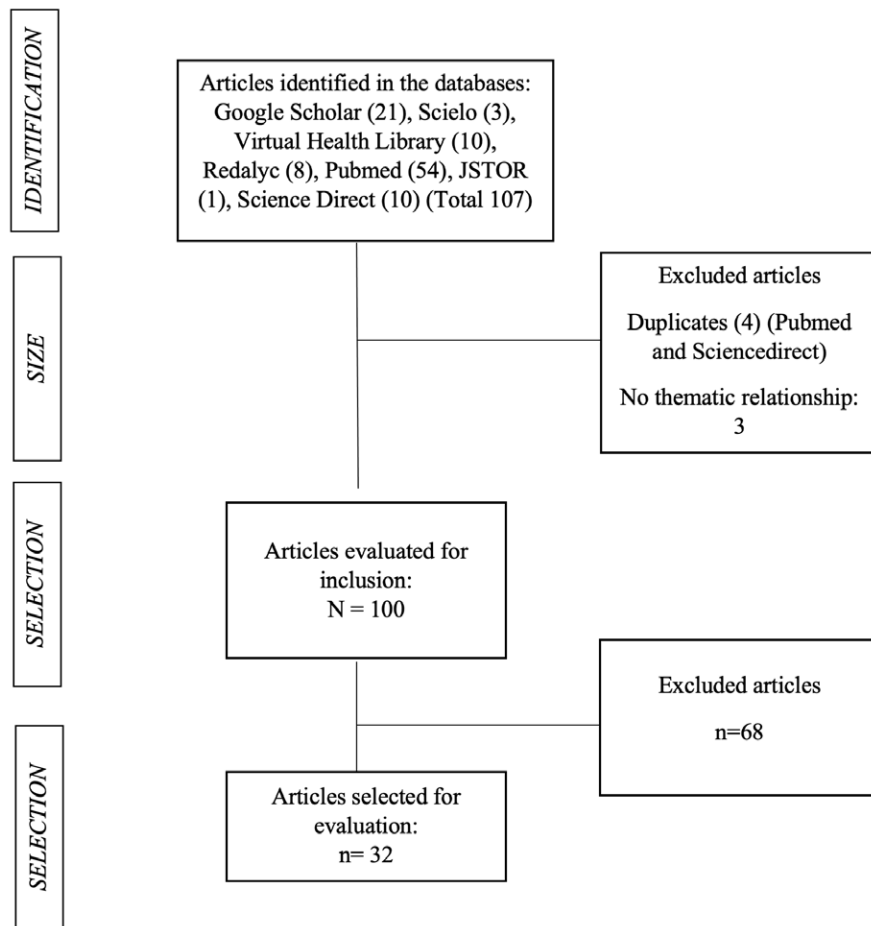 IDENTIFICATION
Articles identified in the databases:
Google Scholar (21), Scielo (3),
Virtual Health Library (10),
Redalyc (8), Pubmed (54), JSTOR
(1), Science Direct (10) (Total 107)
SIZE
Excluded articles
Duplicates (4) (Pubmed
and Sciencedirect)
No thematic relationship:
3
SELECTION
Articles evaluated for
inclusion:
N = 100
Excluded articles
n=68
SELECTION
Articles selected for
evaluation:
n= 32